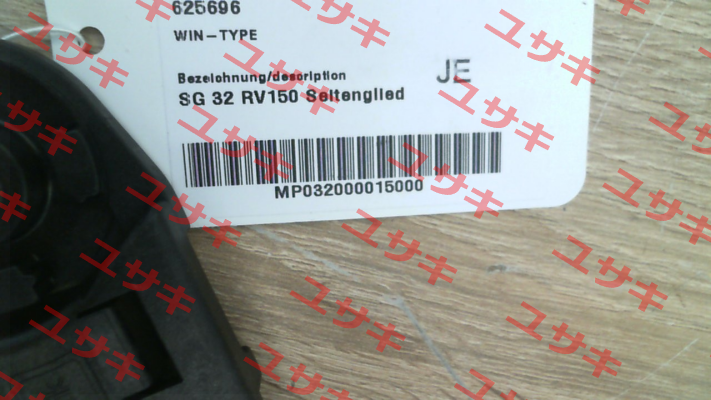 625696
WIN-TYPE
Bezeichnung/description
JE
SG 32 RV150 Seitenglied
MP032000015000
ユサキ